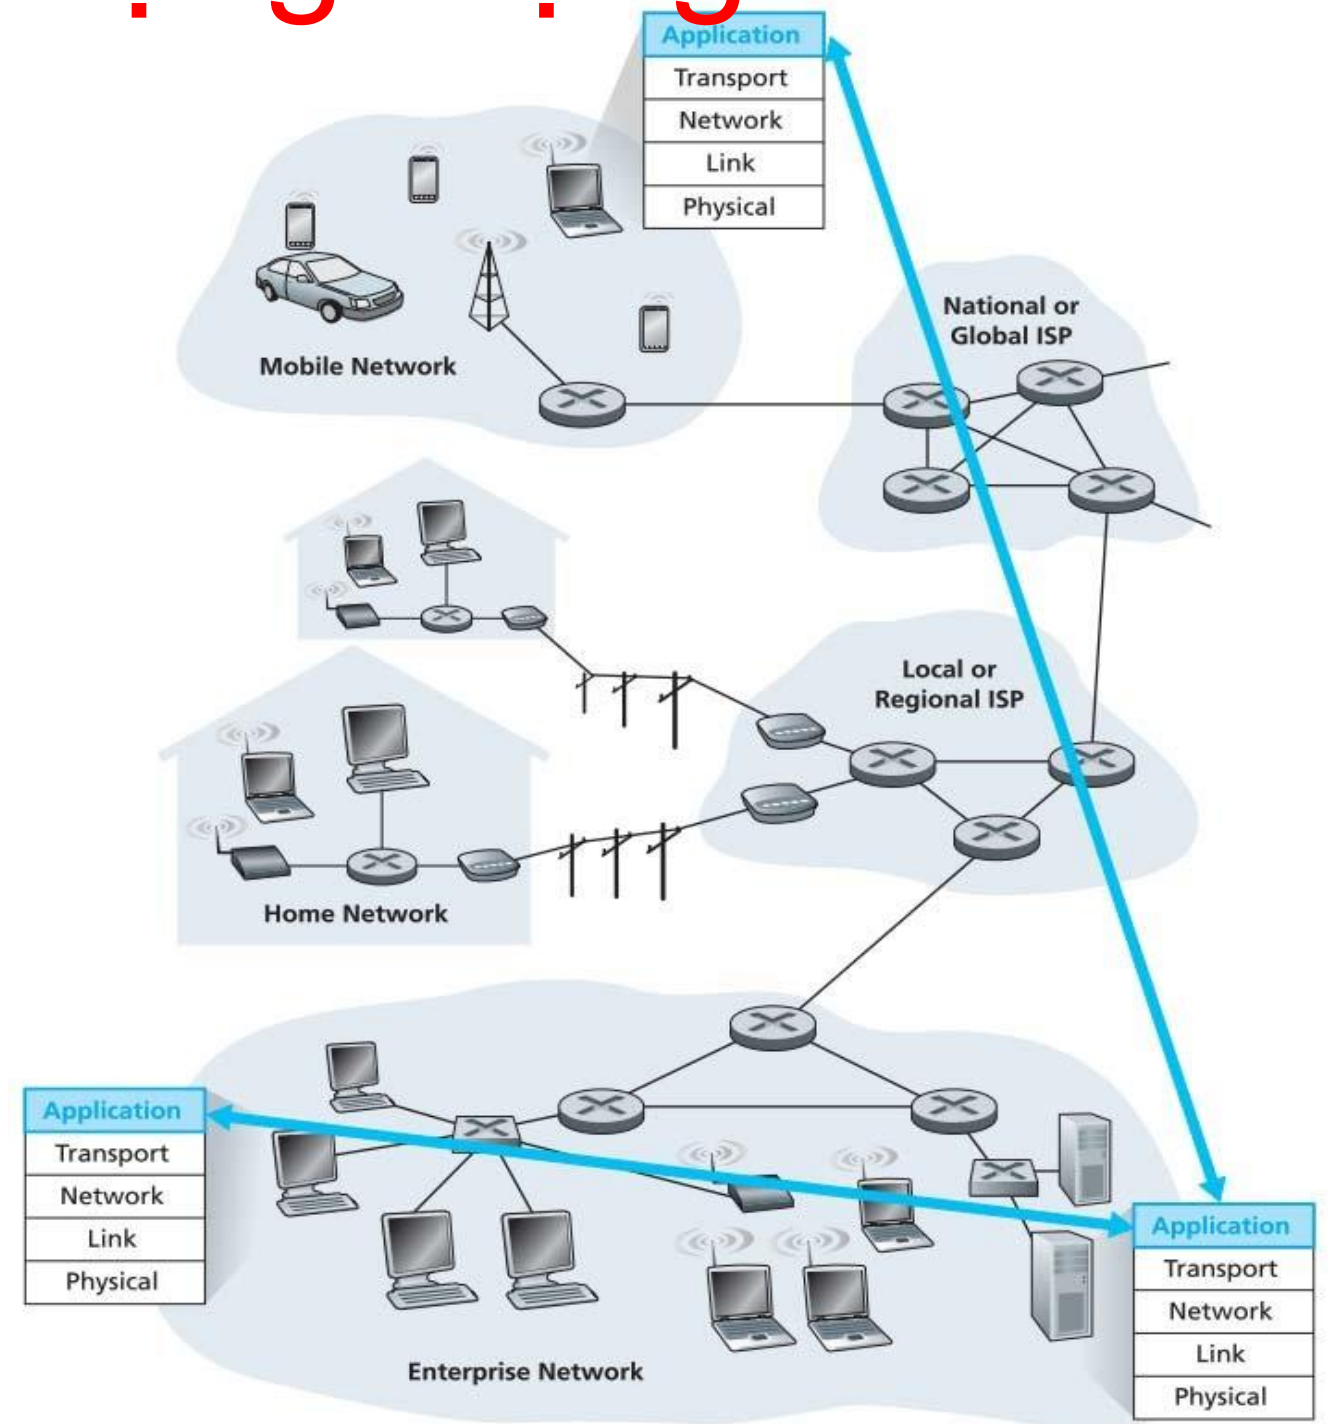 Application
Transport
Network
Link
Physical
National or
Global ISP
Mobile Network
Local or
Regional ISP
Home Network
Application
Transport
Network
Link
Physical
Application
Transport
Network
Link
Physical
Enterprise Network